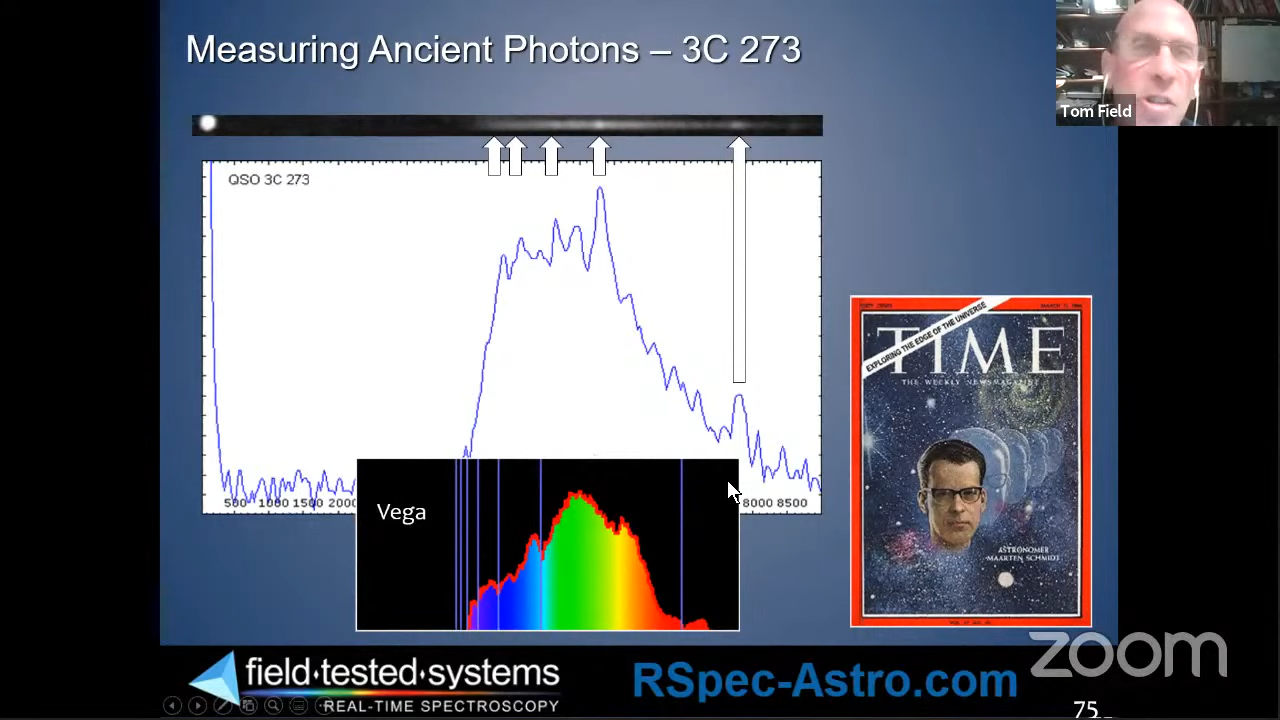 Measuring Ancient Photons – 3C 273
Tom Field
QSO 3C 273
500 1000 1500 2000
8000 8500
Vega
EXPLORING THE EDGE OF THE UNIVERSE
TIME
THE WEEKLY NEWSMAGAZINE
ASTRONOMER
MAARTEN SCHMIDT
field·tested·systems
REAL-TIME SPECTROSCOPY
RSpec-Astro.com
zoom
75